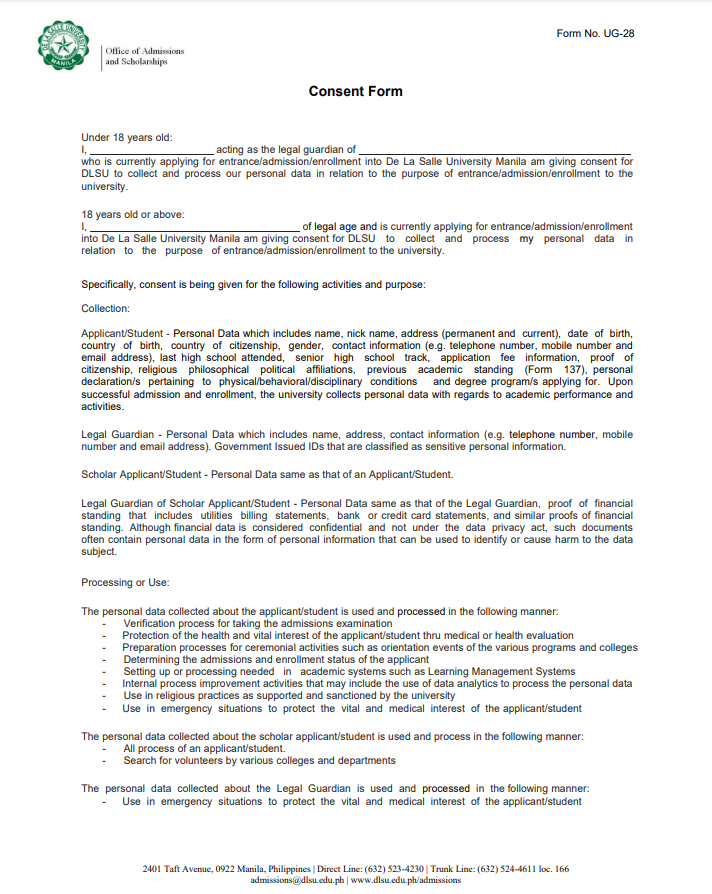 DE LA SALLE UNIVERSITY
MANILA
Office of Admissions
and Scholarships
Form No. UG-28
Consent Form
Under 18 years old:
I, ______________________ acting as the legal guardian of ________________________________________________
who is currently applying for entrance/admission/enrollment into De La Salle University Manila am giving consent for
DLSU to collect and process our personal data in relation to the purpose of entrance/admission/enrollment to the
university.
18 years old or above:
I, _____________________________________ of legal age and is currently applying for entrance/admission/enrollment
into De La Salle University Manila am giving consent for DLSU to collect and process my personal data in
relation to the purpose of entrance/admission/enrollment to the university.
Specifically, consent is being given for the following activities and purpose:
Collection:
Applicant/Student - Personal Data which includes name, nick name, address (permanent and current), date of birth,
country of birth, country of citizenship, gender, contact information (e.g. telephone number, mobile number and
email address), last high school attended, senior high school track, application fee information, proof of
citizenship, religious philosophical political affiliations, previous academic standing (Form 137), personal
declaration/s pertaining to physical/behavioral/disciplinary conditions and degree program/s applying for. Upon
successful admission and enrollment, the university collects personal data with regards to academic performance and
activities.
Legal Guardian - Personal Data which includes name, address, contact information (e.g. telephone number, mobile
number and email address). Government Issued IDs that are classified as sensitive personal information.
Scholar Applicant/Student - Personal Data same as that of an Applicant/Student.
Legal Guardian of Scholar Applicant/Student - Personal Data same as that of the Legal Guardian, proof of financial
standing that includes utilities billing statements, bank or credit card statements, and similar proofs of financial
standing. Although financial data is considered confidential and not under the data privacy act, such documents
often contain personal data in the form of personal information that can be used to identify or cause harm to the data
subject.
Processing or Use:
The personal data collected about the applicant/student is used and processed in the following manner:
- Verification process for taking the admissions examination
- Protection of the health and vital interest of the applicant/student thru medical or health evaluation
- Preparation processes for ceremonial activities such as orientation events of the various programs and colleges
- Determining the admissions and enrollment status of the applicant
- Setting up or processing needed in academic systems such as Learning Management Systems
- Internal process improvement activities that may include the use of data analytics to process the personal data
- Use in religious practices as supported and sanctioned by the university
- Use in emergency situations to protect the vital and medical interest of the applicant/student
The personal data collected about the scholar applicant/student is used and process in the following manner:
- All process of an applicant/student.
- Search for volunteers by various colleges and departments
The personal data collected about the Legal Guardian is used and processed in the following manner:
- Use in emergency situations to protect the vital and medical interest of the applicant/student
2401 Taft Avenue, 0922 Manila, Philippines | Direct Line: (632) 523-4230 | Trunk Line: (632) 524-4611 loc. 166
admissions@dlsu.edu.ph | www.dlsu.edu.ph/admissions